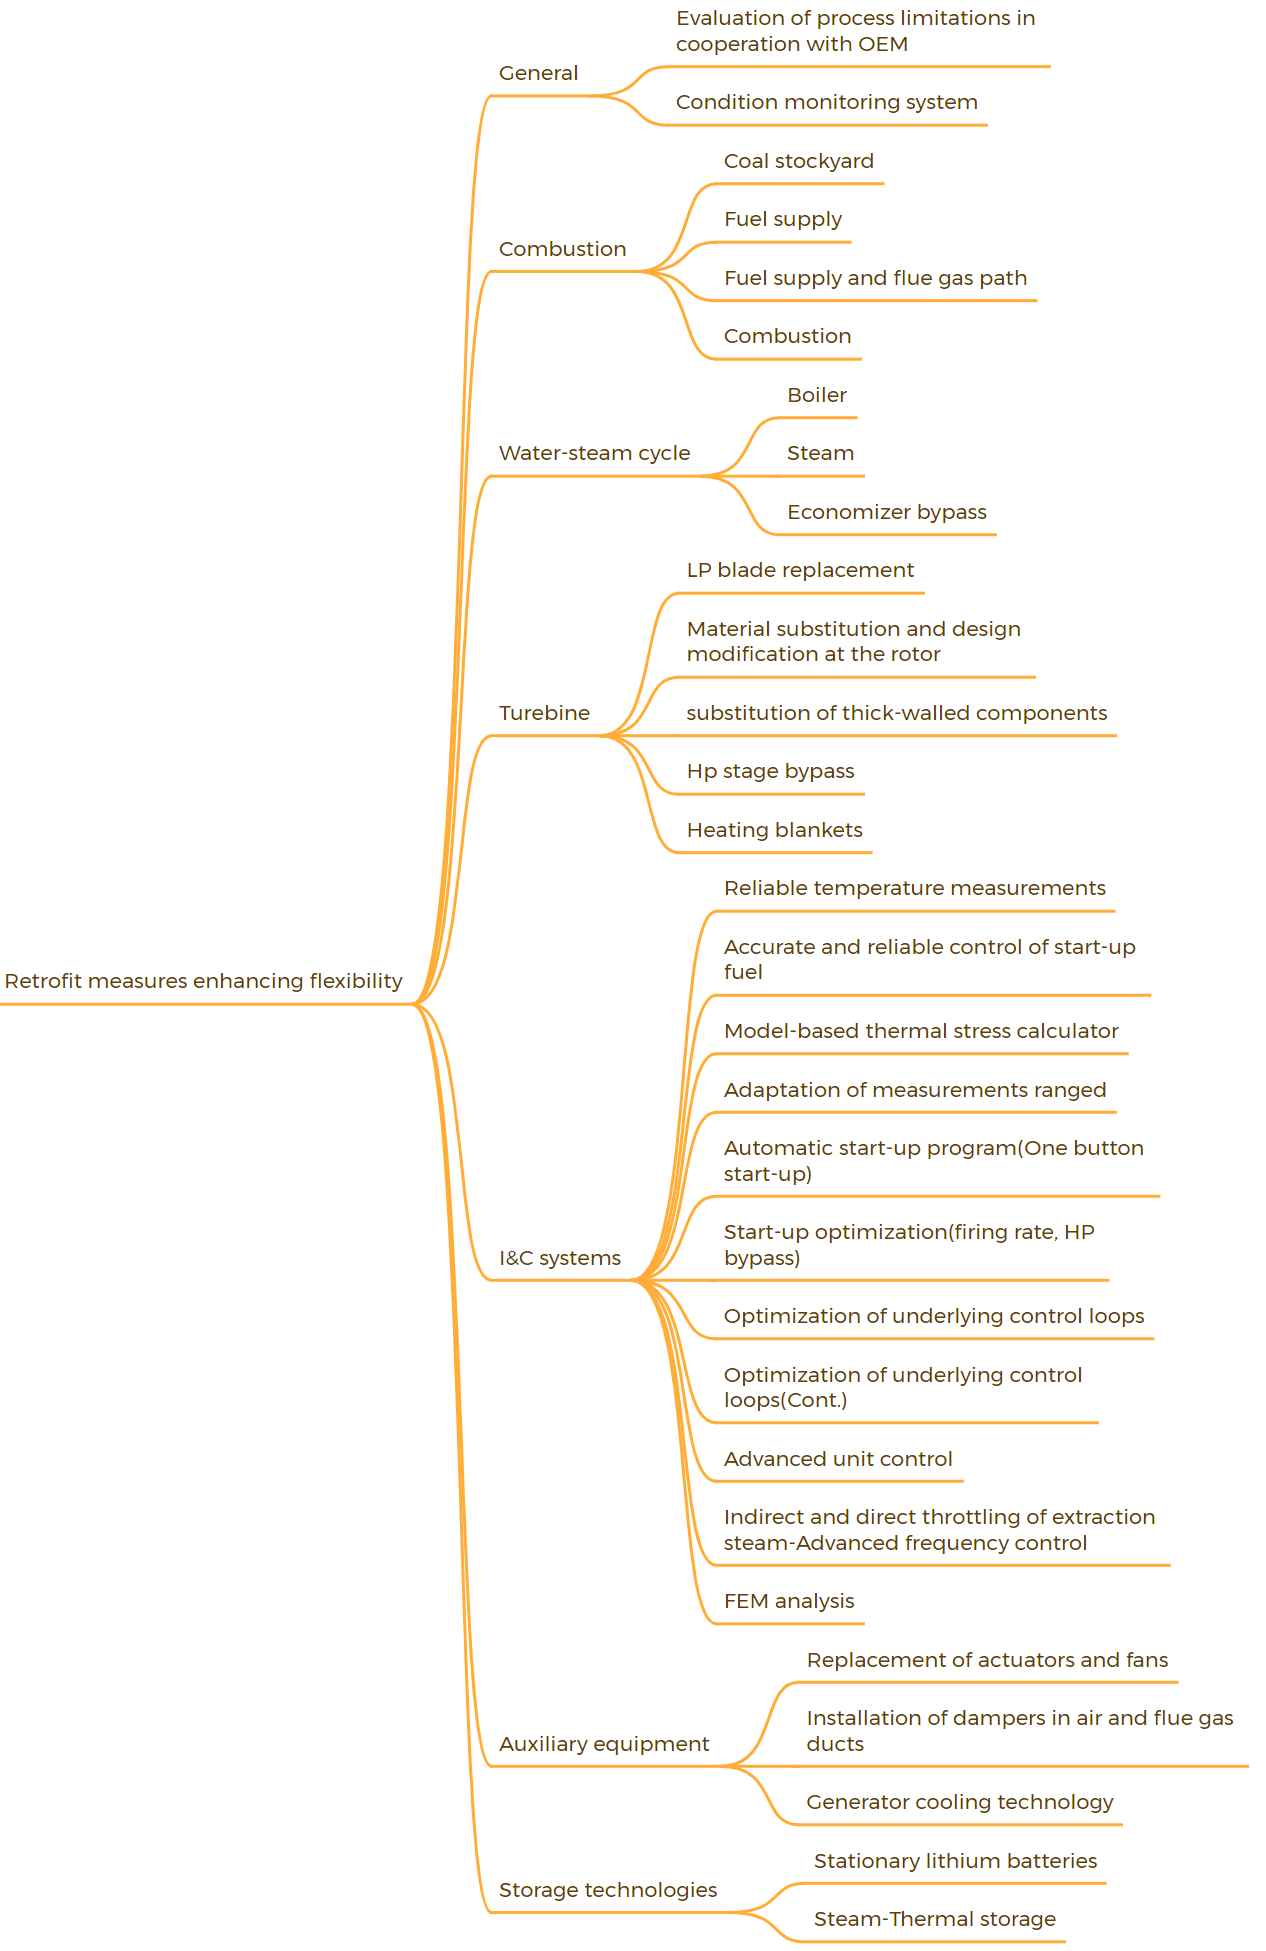 Evaluation of process limitations in
cooperation with OEM
General
Condition monitoring system
Coal stockyard
Fuel supply
Combustion
Fuel supply and flue gas path
Combustion
Boiler
Water-steam cycle
Steam
Economizer bypass
LP blade replacement
Material substitution and design
modification at the rotor
Turebine
substitution of thick-walled components
Hp stage bypass
Heating blankets
Retrofit measures enhancing flexibility
Reliable temperature measurements
Accurate and reliable control of start-up
fuel
Model-based thermal stress calculator
Adaptation of measurements ranged
Automatic start-up program(One button
start-up)
Start-up optimization(firing rate, HP
bypass)
I&C systems
Optimization of underlying control loops
Optimization of underlying control
loops(Cont.)
Advanced unit control
Indirect and direct throttling of extraction
steam-Advanced frequency control
FEM analysis
Replacement of actuators and fans
Installation of dampers in air and flue gas
ducts
Auxiliary equipment
Generator cooling technology
Stationary lithium batteries
Storage technologies
Steam-Thermal storage